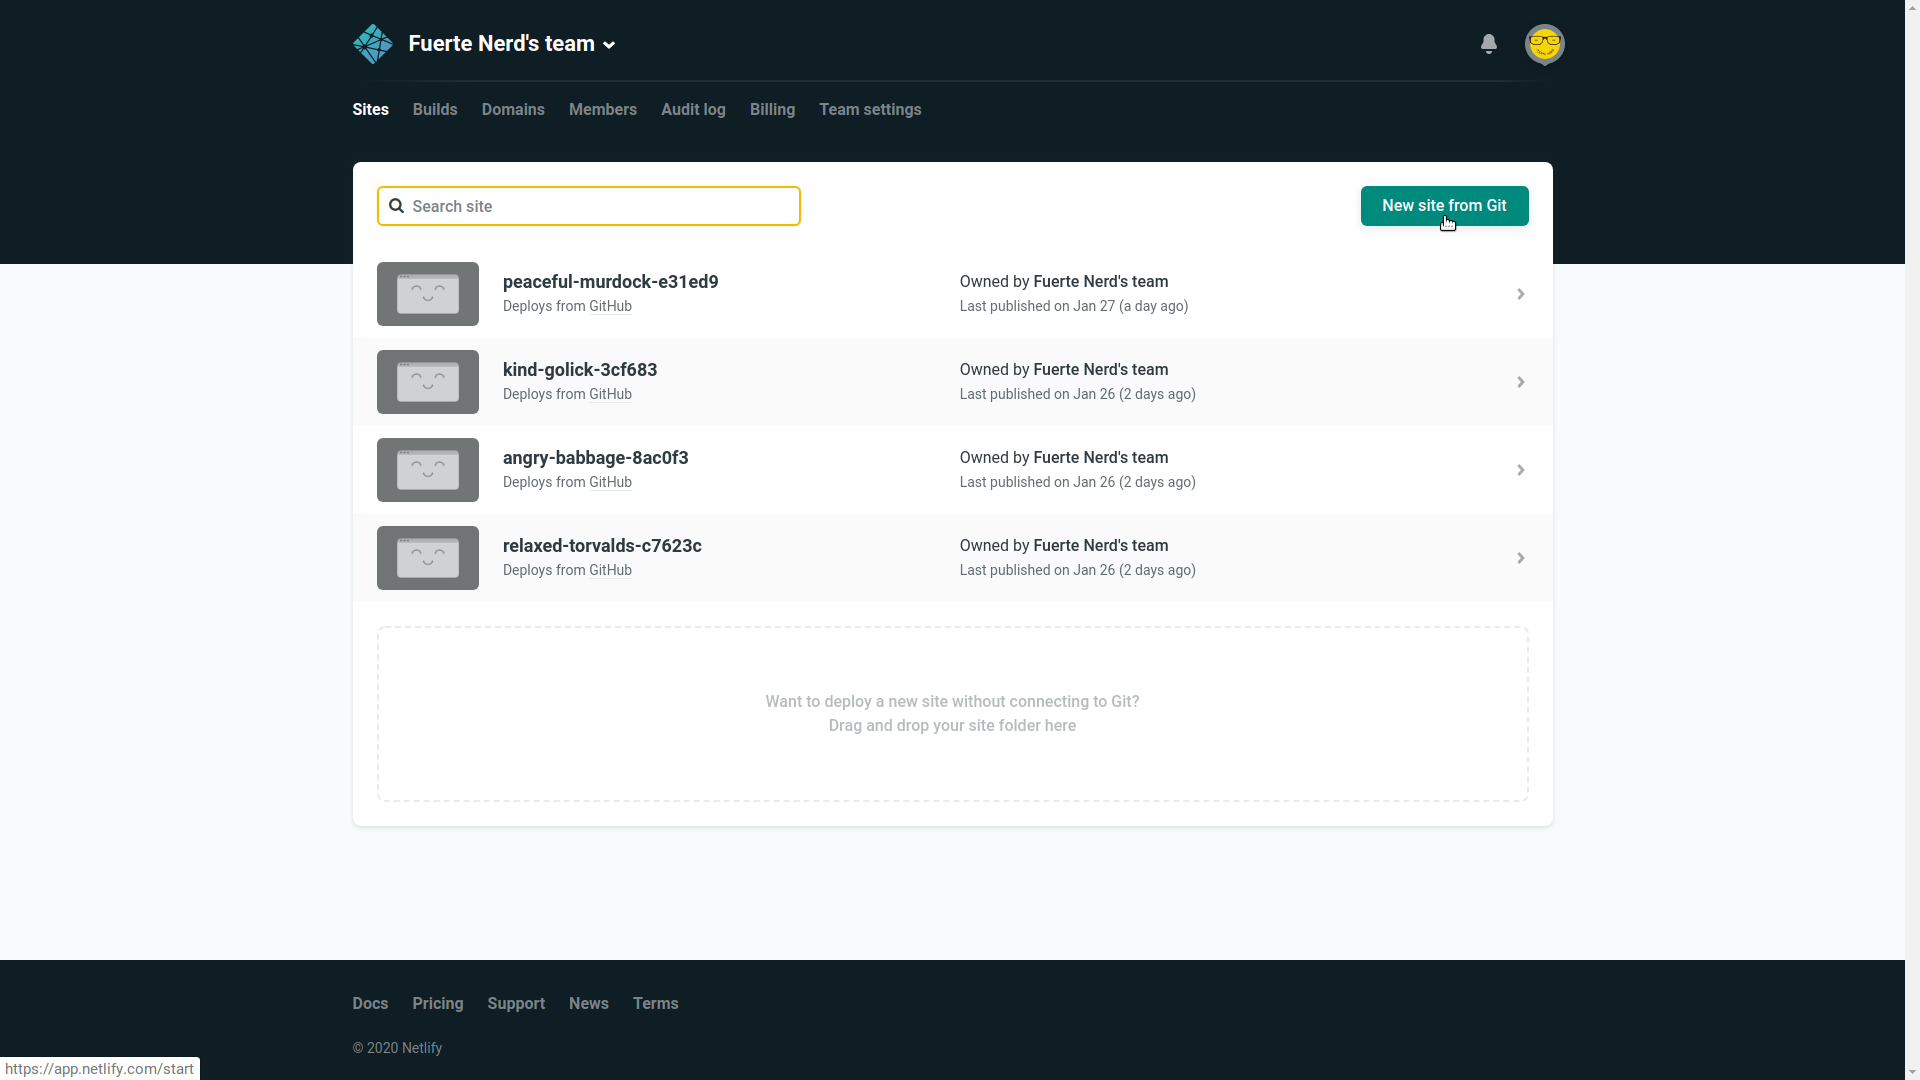 Fuerte Nerd's team
Sites Builds Domains Members Audit log Billing Team settings
Search site
New site from Git
peaceful-murdock-e31ed9
Deploys from GitHub
Owned by Fuerte Nerd's team
Last published on Jan 27 (a day ago)
kind-golick-3cf683
Deploys from GitHub
Owned by Fuerte Nerd's team
Last published on Jan 26 (2 days ago)
angry-babbage-8ac0f3
Deploys from GitHub
Owned by Fuerte Nerd's team
Last published on Jan 26 (2 days ago)
relaxed-torvalds-c7623c
Deploys from GitHub
Owned by Fuerte Nerd's team
Last published on Jan 26 (2 days ago)
Want to deploy a new site without connecting to Git?
Drag and drop your site folder here
Docs Pricing Support News Terms
© 2020 Netlify
https://app.netlify.com/start